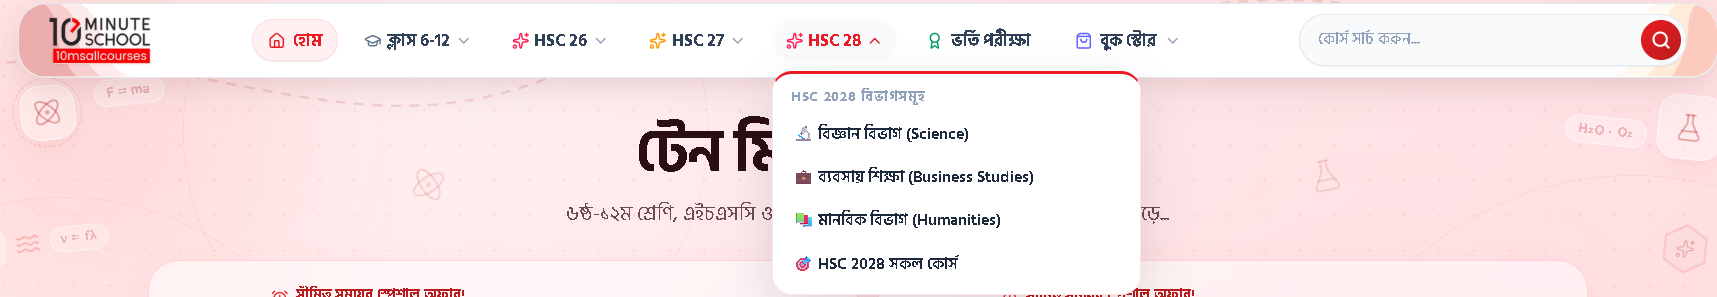 10 MINUTE SCHOOL
10msallcourses
হোম
ক্লাস 6-12
HSC 26
HSC 27
HSC 28
ভর্তি পরীক্ষা
বুক স্টোর
কোর্স সার্চ করুন...
F = ma
HSC 2028 বিভাগসমূহ
বিজ্ঞান বিভাগ (Science)
H₂O · O₂
টেন মি
ব্যবসায় শিক্ষা (Business Studies)
৬ষ্ঠ-১২ম শ্রেণি, এইচএসসি ও
মানবিক বিভাগ (Humanities)
ড়ে...
v = fλ
HSC 2028 সকল কোর্স
সীমিত সময়ের স্পেশাল অফার!